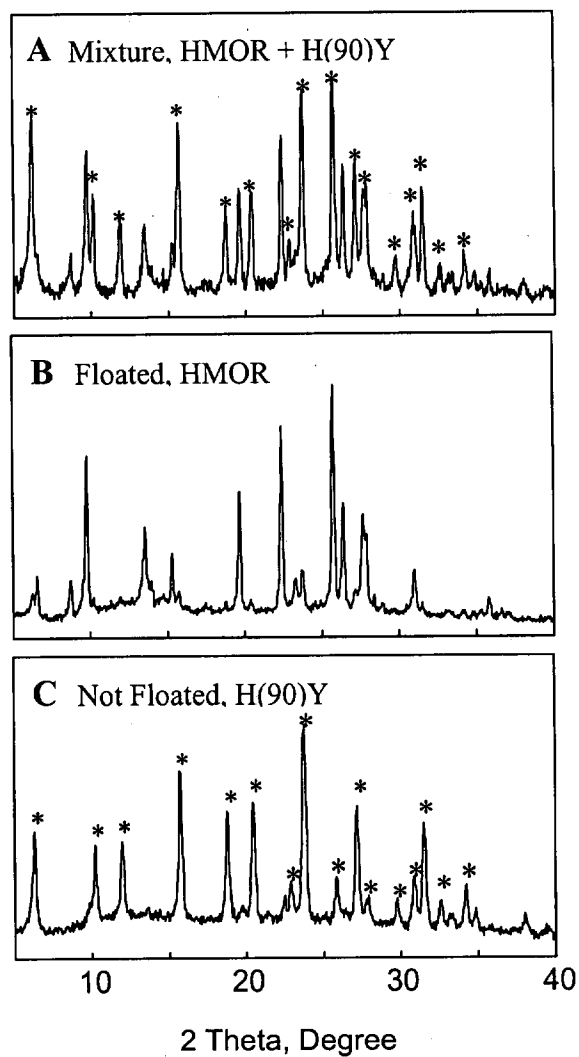 A Mixture, HMOR + H(90)Y
B Floated, HMOR
C Not Floated, H(90)Y
10 20 30 40
2 Theta, Degree